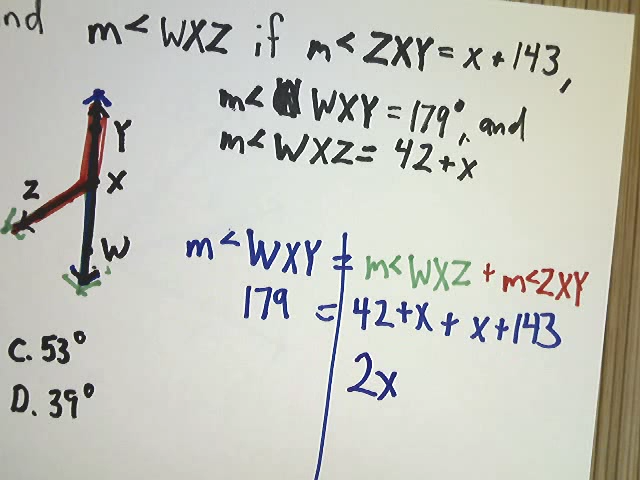 nd m< WXZ if m< ZXY = x + 143,
m< WXY = 179°, and
m< WXZ = 42 + x
Y
X
Z
W
m< WXY = m< WXZ + m< ZXY
179 = 42 + x + x + 143
2x
C. 53°
D. 39°